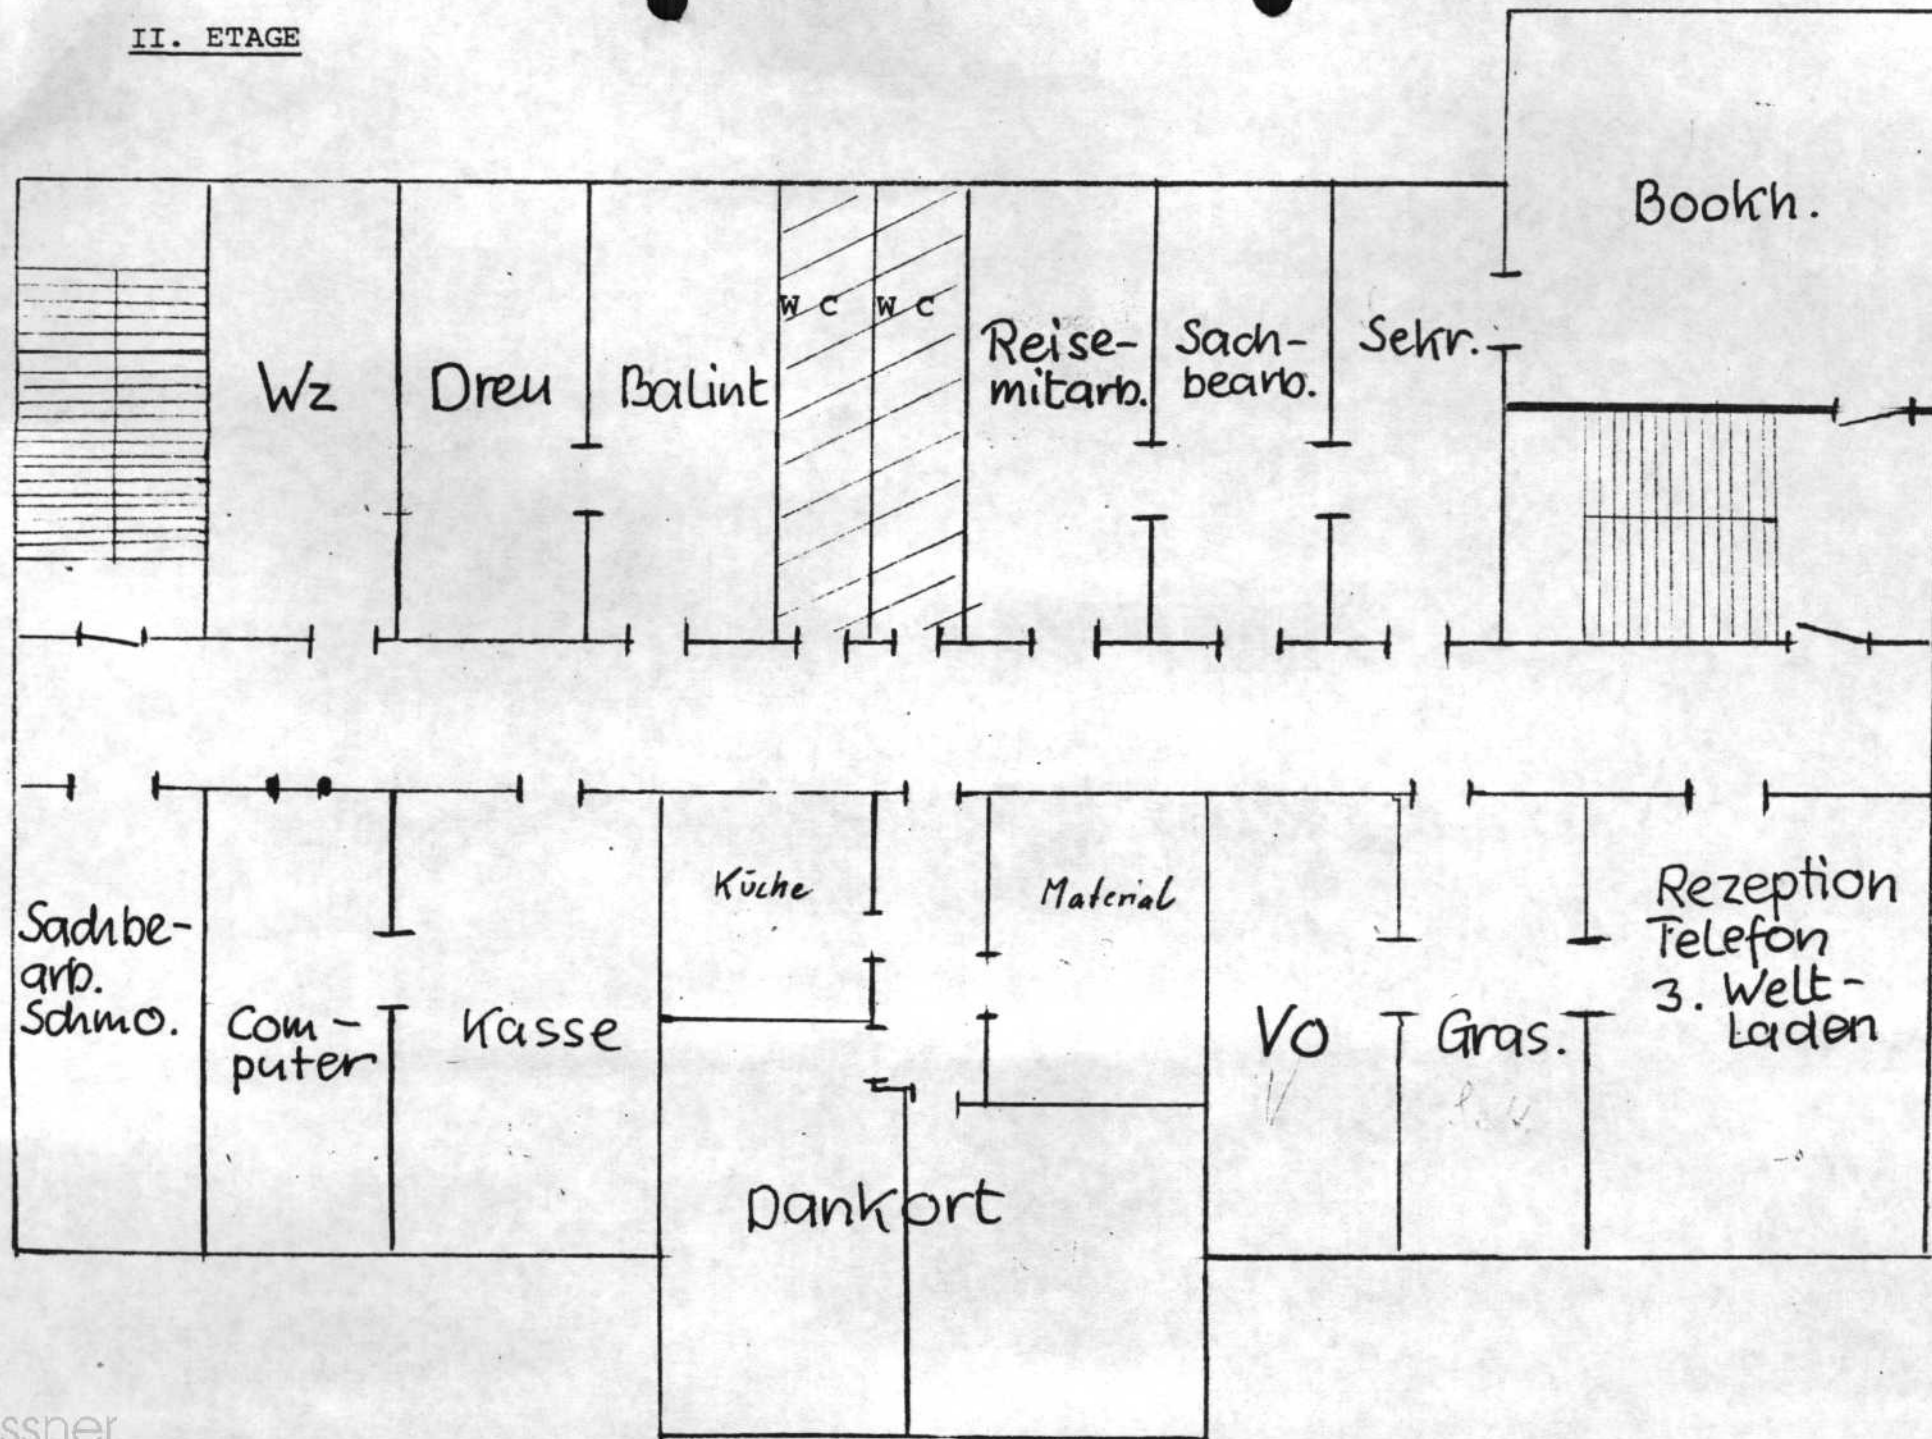 II. ETAGE
Bookh.
W C
W C
Reise-
mitarb.
Sach-
bearb.
Sekr.
Wz
Dreu
Balint
Küche
Material
Sachbe-
arb.
Schmo.
Com-
puter
Kasse
VO
Gras.
Rezeption
Telefon
3. Welt-
Laden
Dankort
ssner